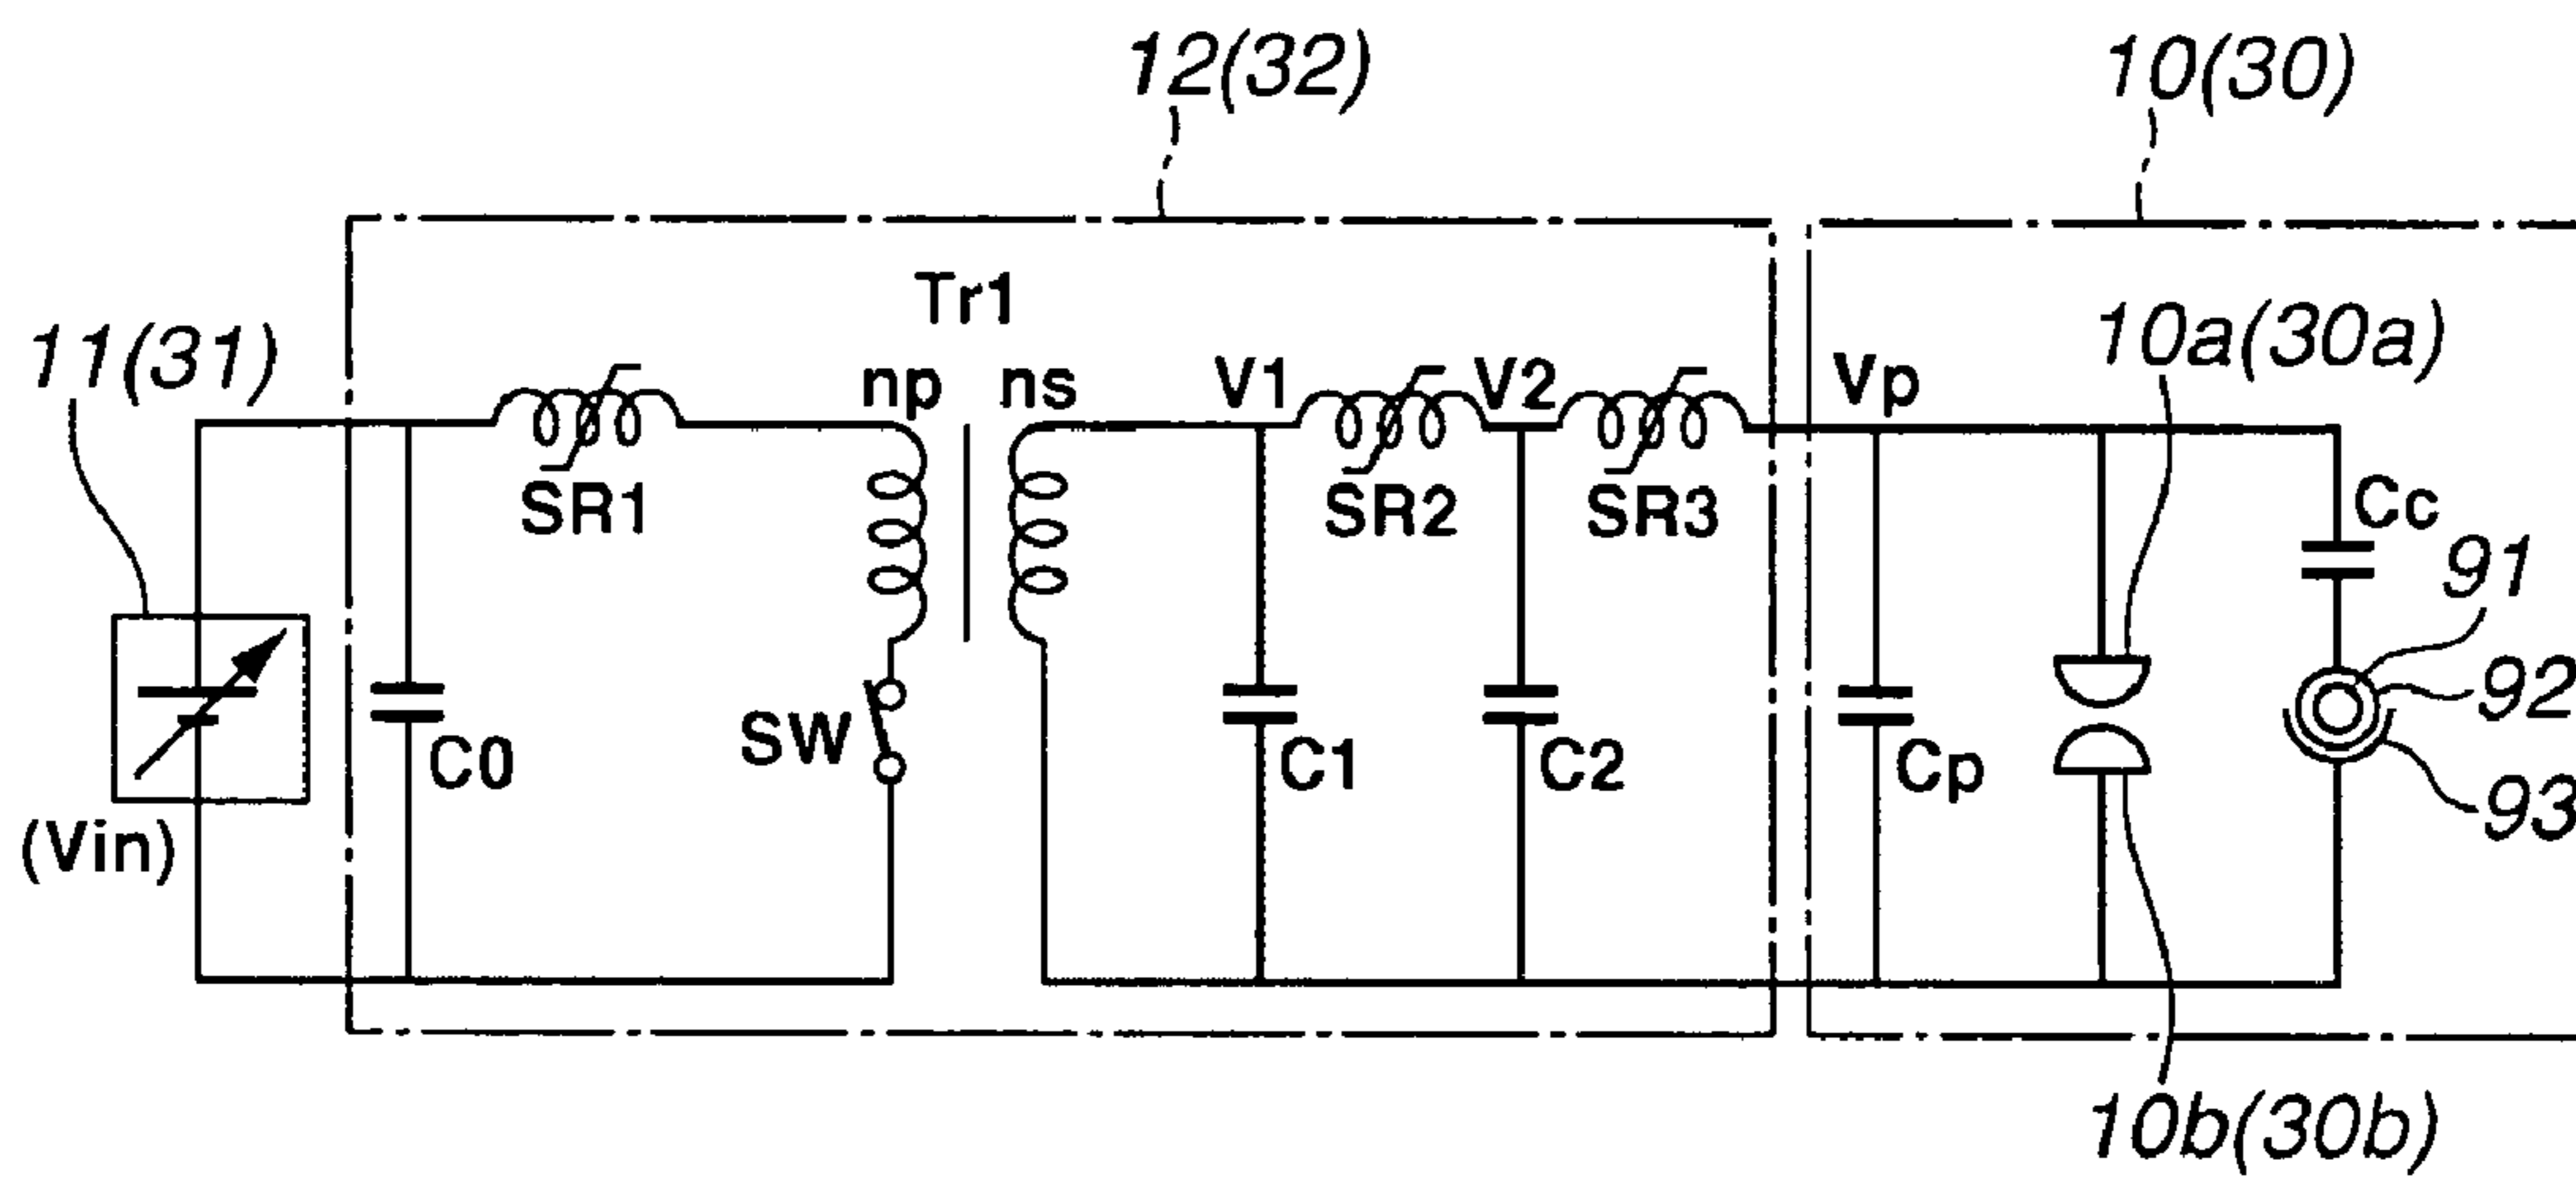 12(32)
10(30)
Tr1
11(31)
10a(30a)
np
ns
V1
V2
Vp
SR1
SR2
SR3
Cc
91
92
SW
C0
C1
C2
Cp
93
(Vin)
10b(30b)